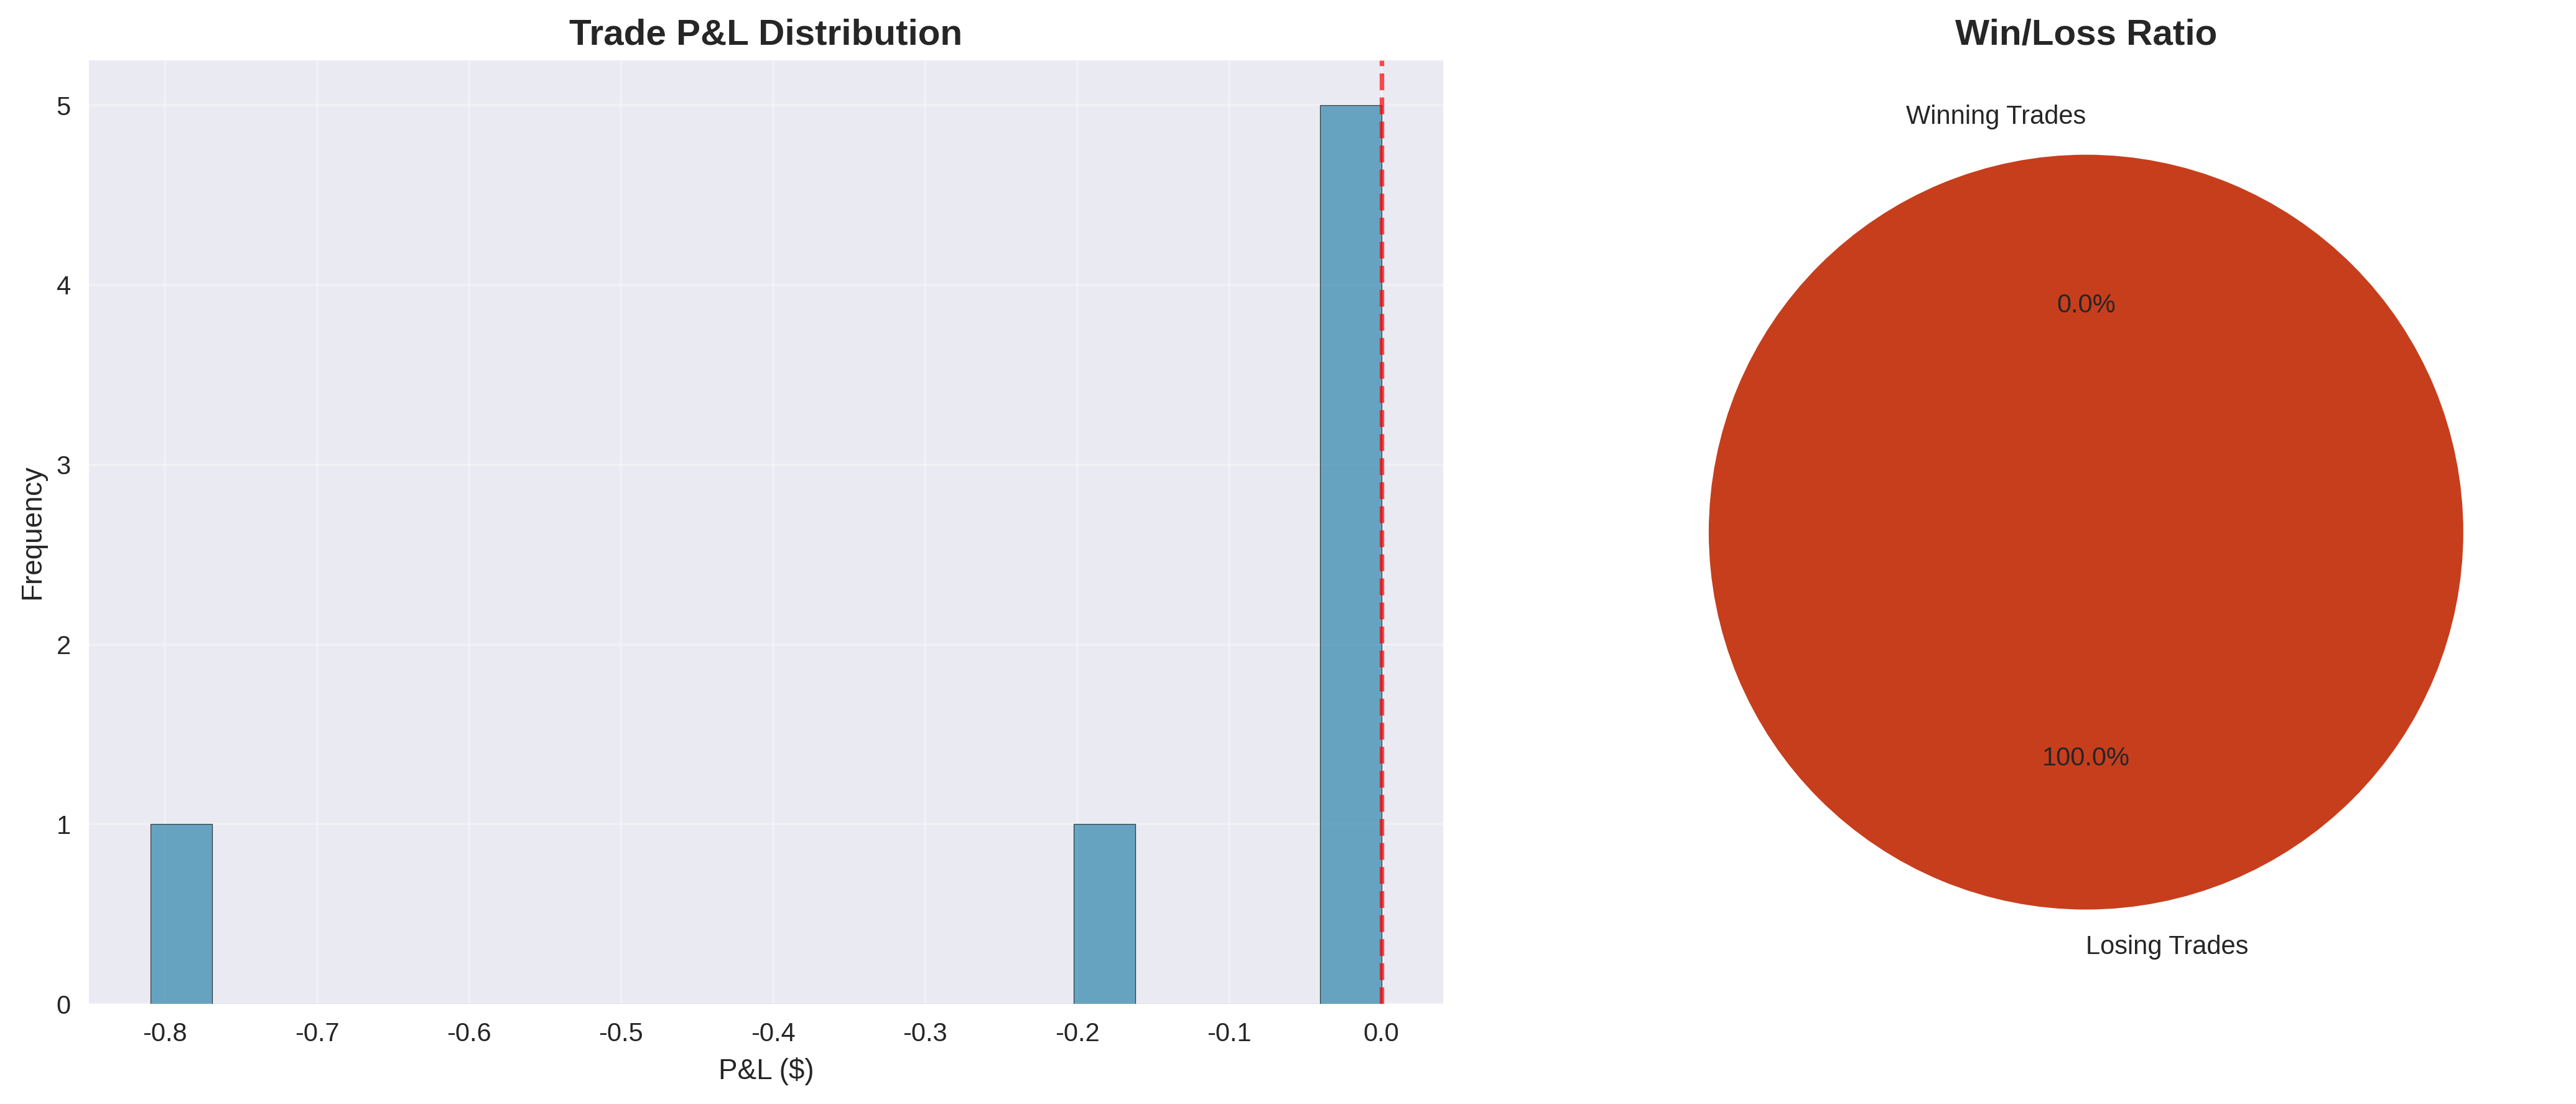 Trade P&L Distribution
5
4
3
2
1
0
Frequency
-0.8 -0.7 -0.6 -0.5 -0.4 -0.3 -0.2 -0.1 0.0
P&L ($)
Win/Loss Ratio
Winning Trades
0.0%
100.0%
Losing Trades